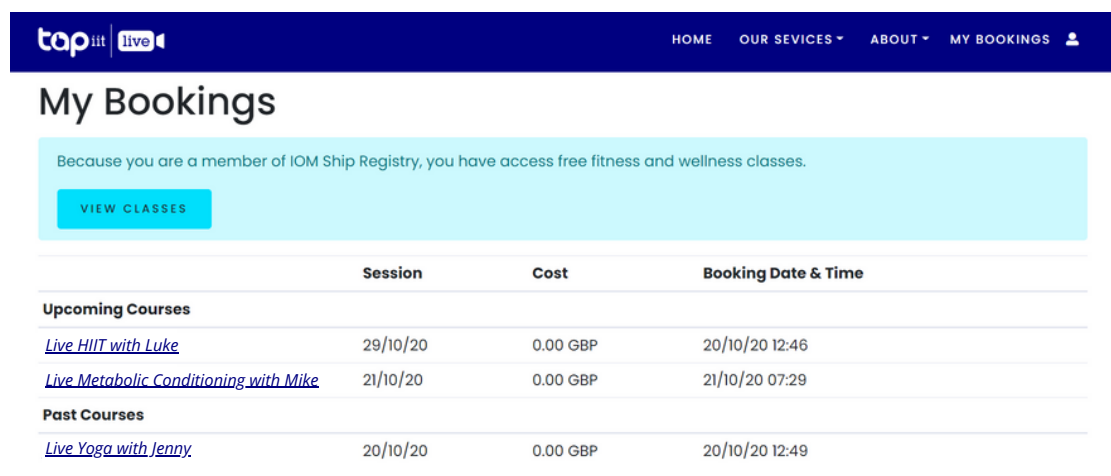 tapiit live
HOME OUR SEVICES ABOUT MY BOOKINGS
My Bookings
Because you are a member of IOM Ship Registry, you have access free fitness and wellness classes.
VIEW CLASSES
Session Cost Booking Date & Time
Upcoming Courses
Live HIIT with Luke 29/10/20 0.00 GBP 20/10/20 12:46
Live Metabolic Conditioning with Mike 21/10/20 0.00 GBP 21/10/20 07:29
Past Courses
Live Yoga with Jenny 20/10/20 0.00 GBP 20/10/20 12:49